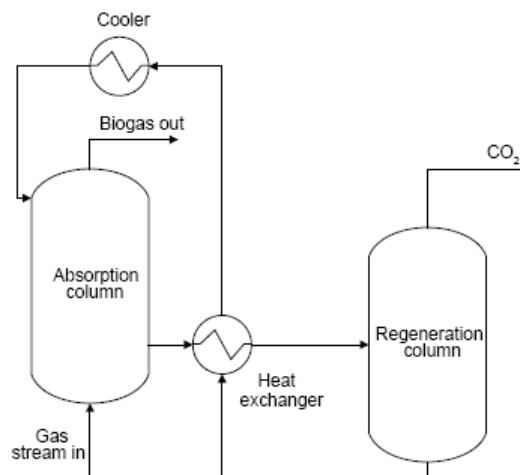 Cooler
Biogas out
CO₂
Absorption
column
Regeneration
column
Heat
exchanger
Gas
stream in